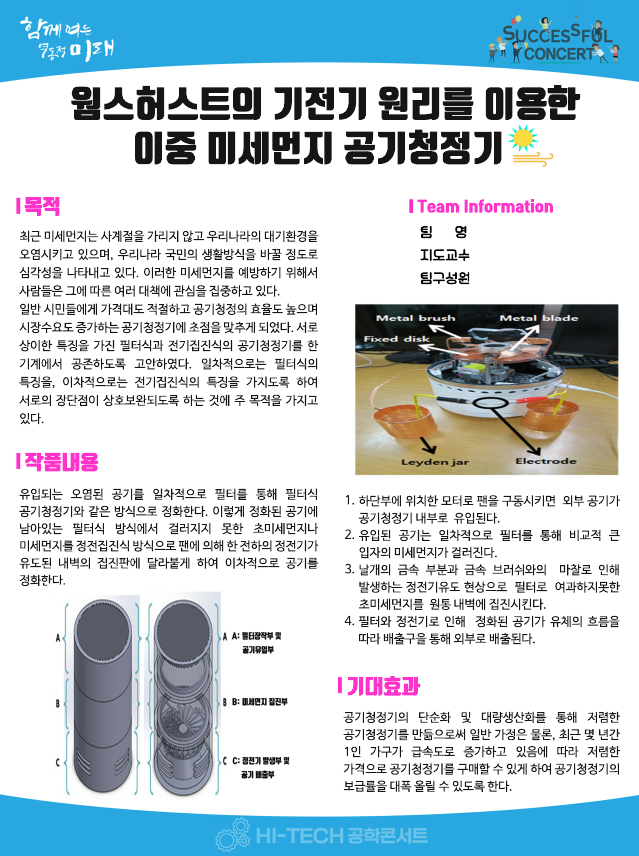 함께 여는
역동적 미래
SUCCESSFUL
CONCERT
윔스허스트의 기전기 원리를 이용한
이중 미세먼지 공기청정기
목적
최근 미세먼지는 사계절을 가리지 않고 우리나라의 대기환경을
오염시키고 있으며, 우리나라 국민의 생활방식을 바꿀 정도로
심각성을 나타내고 있다. 이러한 미세먼지를 예방하기 위해서
사람들은 그에 따른 여러 대책에 관심을 집중하고 있다.
일반 시민들에게 가격대도 적절하고 공기청정의 효율도 높으며
시장수요도 증가하는 공기청정기에 초점을 맞추게 되었다. 서로
상이한 특징을 가진 필터식과 전기집진식의 공기청정기를 한
기계에서 공존하도록 고안하였다. 일차적으로는 필터식의
특징을, 이차적으로는 전기집진식의 특징을 가지도록 하여
서로의 장단점이 상호보완되도록 하는 것에 주 목적을 가지고
있다.
작품내용
유입되는 오염된 공기를 일차적으로 필터를 통해 필터식
공기청정기와 같은 방식으로 정화한다. 이렇게 정화된 공기에
남아있는 필터식 방식에서 걸러지지 못한 초미세먼지나
미세먼지를 정전집진식 방식으로 팬에 의해 한 전하의 정전기가
유도된 내벽의 집진판에 달라붙게 하여 이차적으로 공기를
정화한다.
A
B
C
A A: 필터장착부 및
공기유입부
B B: 미세먼지 집진부
C C: 정전기 발생부 및
공기 배출부
Team Information
팀 명
지도교수
팀구성원
Metal brush
Metal blade
Fixed disk
Leyden jar
Electrode
1. 하단부에 위치한 모터로 팬을 구동시키면 외부 공기가
공기청정기 내부로 유입된다.
2. 유입된 공기는 일차적으로 필터를 통해 비교적 큰
입자의 미세먼지가 걸러진다.
3. 날개의 금속 부분과 금속 브러쉬와의 마찰로 인해
발생하는 정전기유도 현상으로 필터로 여과하지못한
초미세먼지를 원통 내벽에 집진시킨다.
4. 필터와 정전기로 인해 정화된 공기가 유체의 흐름을
따라 배출구을 통해 외부로 배출된다.
기대효과
공기청정기의 단순화 및 대량생산화를 통해 저렴한
공기청정기를 만듦으로써 일반 가정은 물론, 최근 몇 년간
1인 가구가 급속도로 증가하고 있음에 따라 저렴한
가격으로 공기청정기를 구매할 수 있게 하여 공기청정기의
보급률을 대폭 올릴 수 있도록 한다.
HI-TECH 공학콘서트